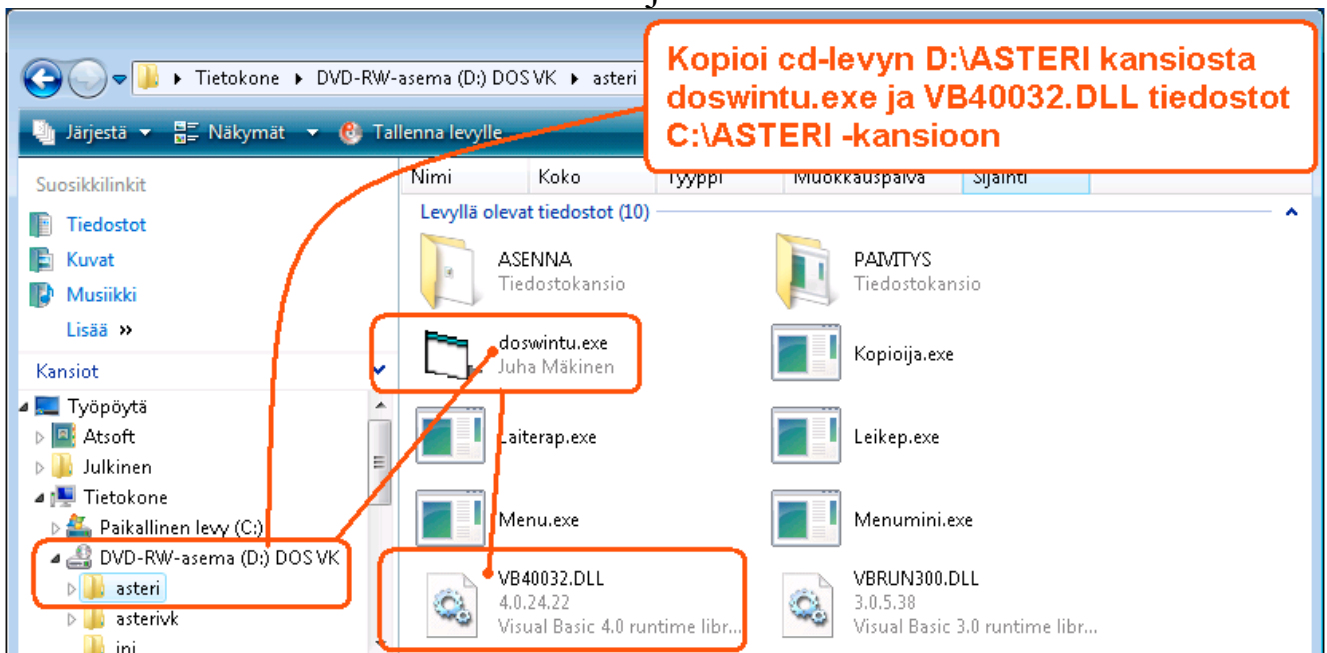 j
Kopioi cd-levyn D:\ASTERI kansiosta
doswintu.exe ja VB40032.DLL tiedostot
C:\ASTERI -kansioon
Tietokone ▸ DVD-RW-asema (D:) DOS VK ▸ asteri
Järjestä Näkymät Tallenna levylle
Suosikkilinkit
Tiedostot
Kuvat
Musiikki
Lisää »
Kansiot
Työpöytä
Atsoft
Julkinen
Tietokone
Paikallinen levy (C:)
DVD-RW-asema (D:) DOS VK
asteri
asterivk
ini
Nimi Koko Tyyppi Muokkauspäivä Sijainti
Levyllä olevat tiedostot (10)
ASENNA
Tiedostokansio
PAIVITYS
Tiedostokansio
doswintu.exe
Juha Mäkinen
Kopioija.exe
Laiterap.exe
Leikep.exe
Menu.exe
Menumini.exe
VB40032.DLL
4.0.24.22
Visual Basic 4.0 runtime libr...
VBRUN300.DLL
3.0.5.38
Visual Basic 3.0 runtime libr...